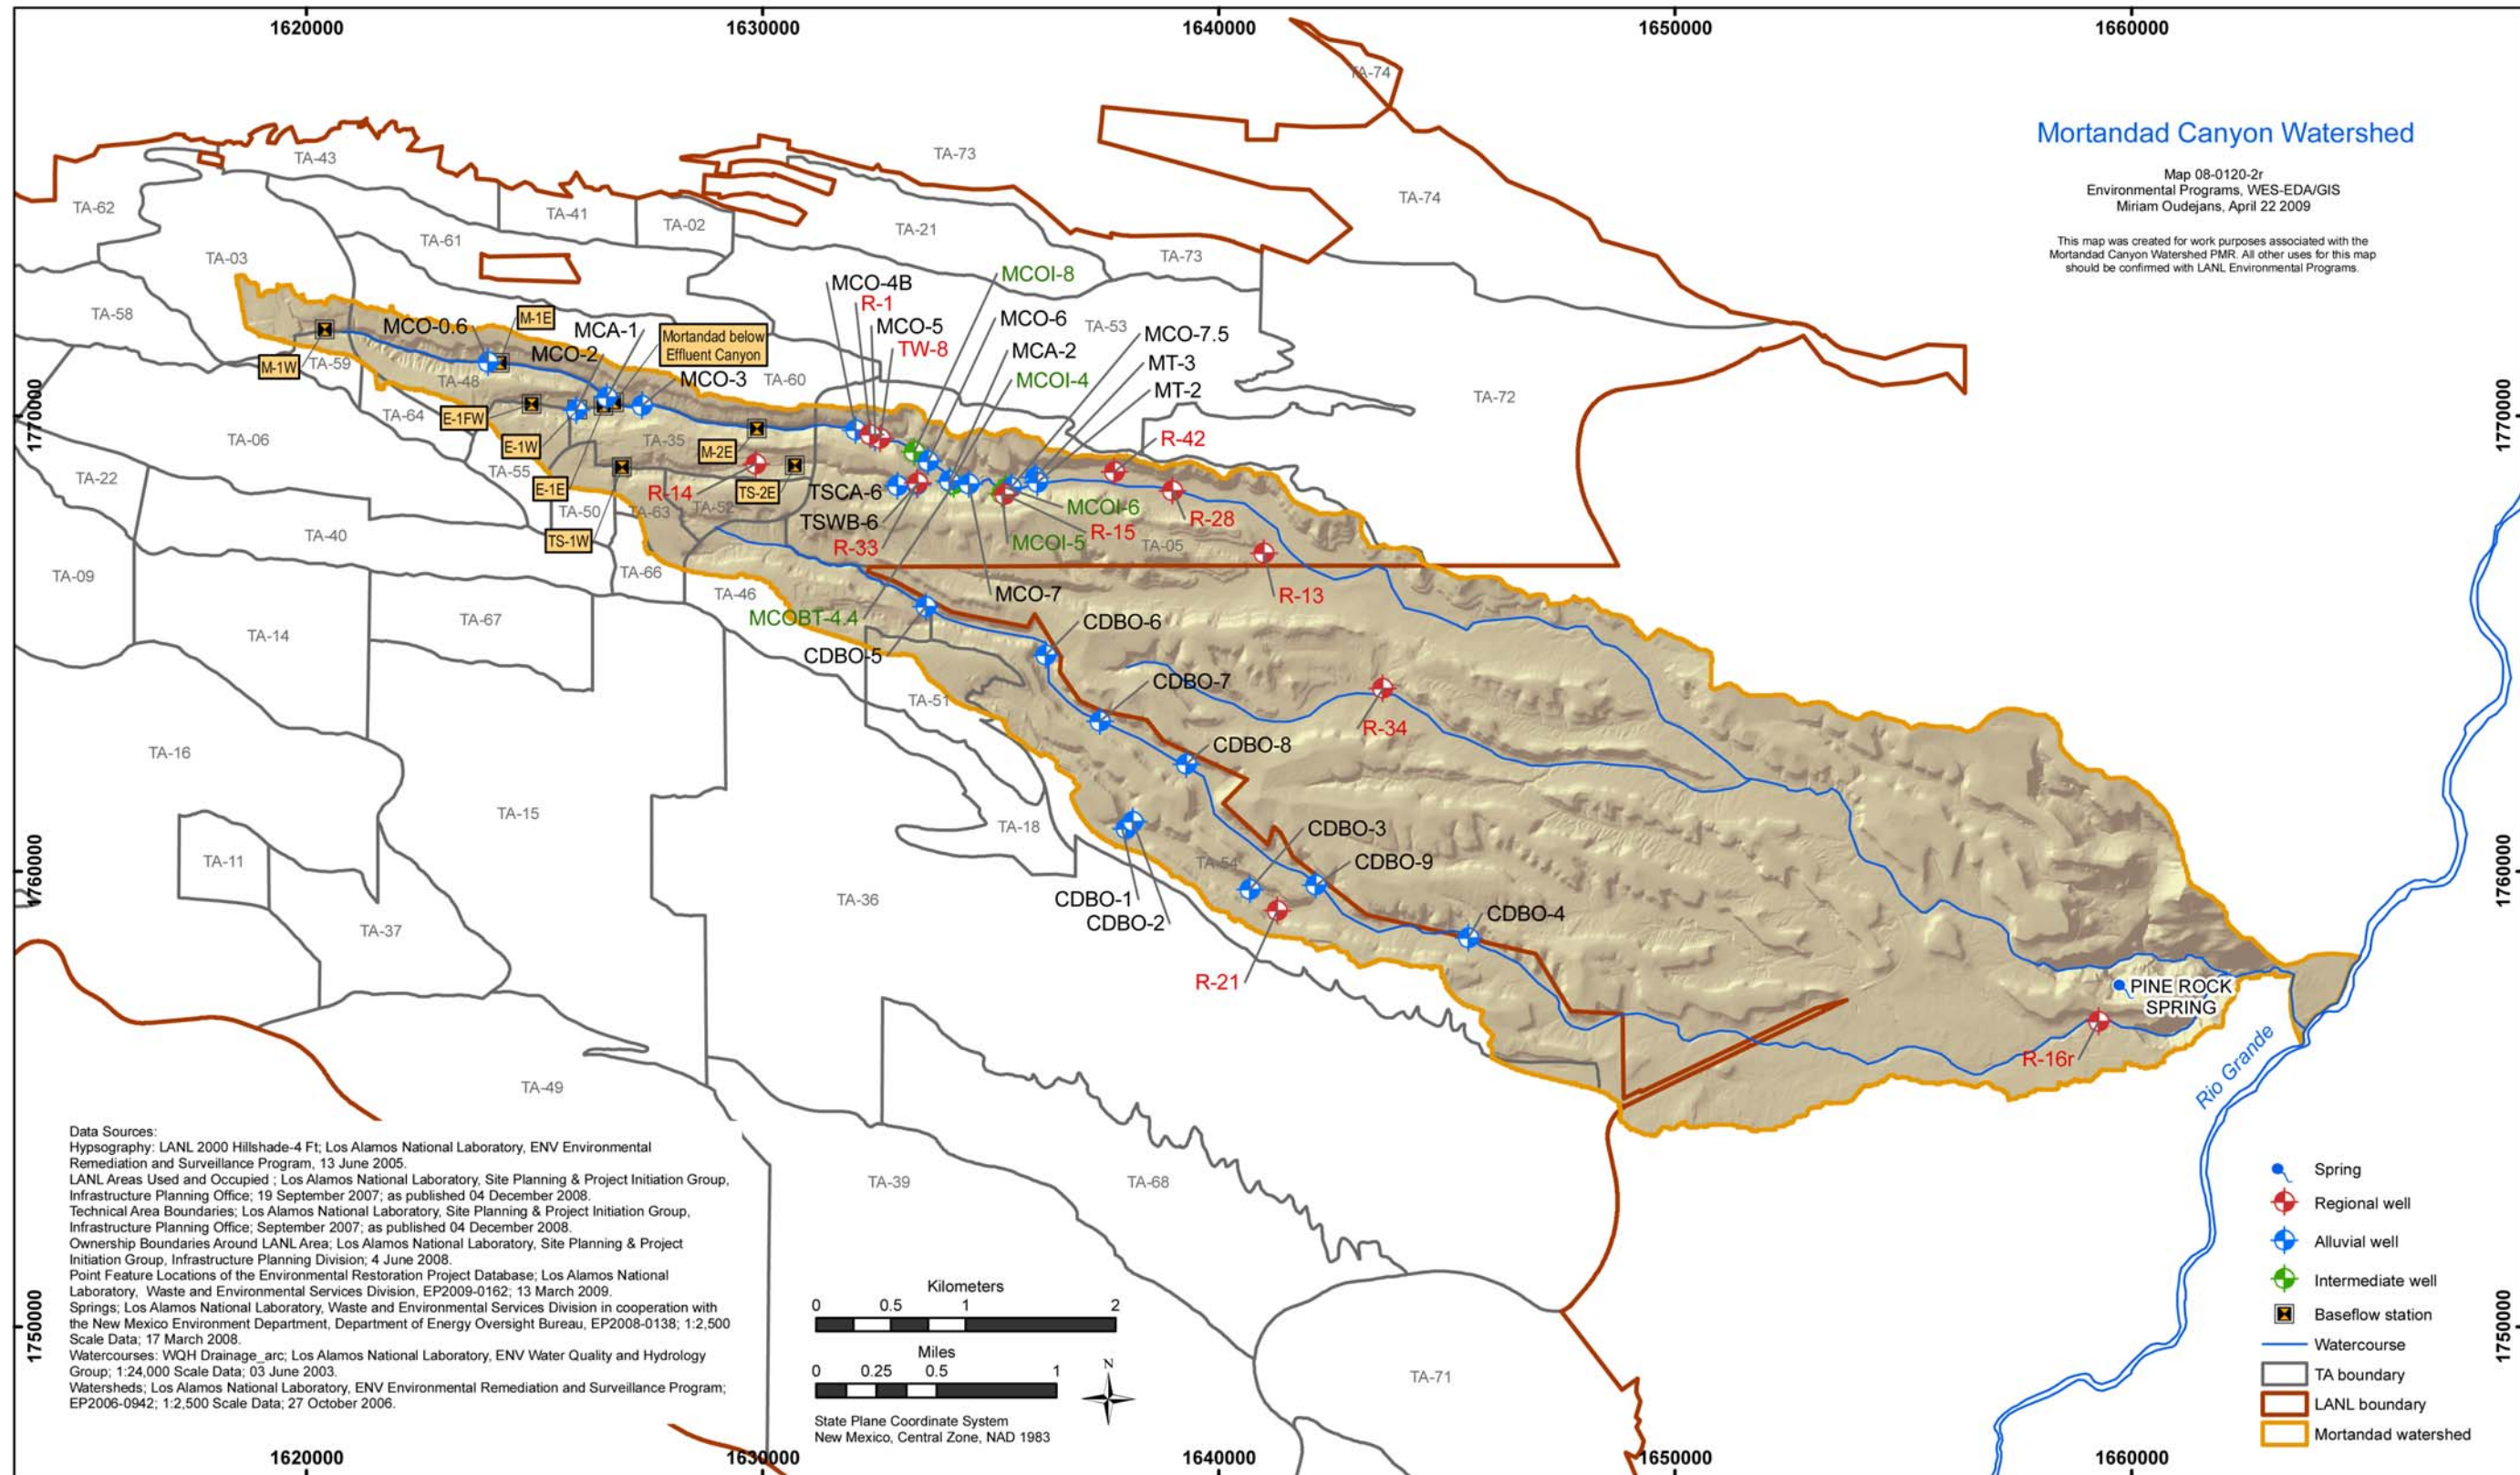 1620000
1630000
1640000
1650000
1660000
Mortandad Canyon Watershed
Map 08-0120-2r
Environmental Programs, WES-EDA/GIS
Miriam Oudejans, April 22 2009
This map was created for work purposes associated with the
Mortandad Canyon Watershed PMR. All other uses for this map
should be confirmed with LANL Environmental Programs.
TA-74
TA-43
TA-73
TA-62
TA-41
TA-02
TA-74
TA-61
TA-21
TA-03
TA-73
MCOI-8
MCO-4B
R-1
TA-58
MCO-0.6
M-1E
MCA-1
MCO-5
MCO-6
TA-53
MCO-7.5
Mortandad below
Effluent Canyon
TW-8
MCA-2
MCO-2
MT-3
M-1W
TA-59
TA-48
MCO-3
TA-60
MCOI-4
MT-2
TA-72
1770000
1770000
TA-64
E-1FW
TA-06
E-1W
TA-35
M-2E
R-42
TA-55
TA-22
E-1E
R-14
TS-2E
TSCA-6
MCOI-6
TA-50
TA-63
TA-52
TSWB-6
R-28
R-15
TA-40
TS-1W
R-33
MCOI-5
TA-05
TA-09
TA-66
TA-46
MCO-7
R-13
MCOBT-4.4
TA-67
CDBO-6
TA-14
CDBO-5
CDBO-7
TA-51
R-34
CDBO-8
TA-16
TA-15
TA-18
CDBO-3
TA-11
TA-54
CDBO-9
1760000
1760000
TA-36
CDBO-1
CDBO-4
CDBO-2
TA-37
R-21
PINE ROCK
SPRING
R-16r
Rio Grande
TA-49
TA-39
TA-68
TA-71
1750000
1750000
Data Sources:
Hypsography: LANL 2000 Hillshade-4 Ft; Los Alamos National Laboratory, ENV Environmental
Remediation and Surveillance Program, 13 June 2005.
LANL Areas Used and Occupied ; Los Alamos National Laboratory, Site Planning & Project Initiation Group,
Infrastructure Planning Office; 19 September 2007; as published 04 December 2008.
Technical Area Boundaries; Los Alamos National Laboratory, Site Planning & Project Initiation Group,
Infrastructure Planning Office; September 2007; as published 04 December 2008.
Ownership Boundaries Around LANL Area; Los Alamos National Laboratory, Site Planning & Project
Initiation Group, Infrastructure Planning Division; 4 June 2008.
Point Feature Locations of the Environmental Restoration Project Database; Los Alamos National
Laboratory, Waste and Environmental Services Division, EP2009-0162; 13 March 2009.
Springs; Los Alamos National Laboratory, Waste and Environmental Services Division in cooperation with
the New Mexico Environment Department, Department of Energy Oversight Bureau, EP2008-0138; 1:2,500
Scale Data; 17 March 2008.
Watercourses: WQH Drainage_arc; Los Alamos National Laboratory, ENV Water Quality and Hydrology
Group; 1:24,000 Scale Data; 03 June 2003.
Watersheds; Los Alamos National Laboratory, ENV Environmental Remediation and Surveillance Program;
EP2006-0942; 1:2,500 Scale Data; 27 October 2006.
Kilometers
0 0.5 1 2
Miles
0 0.25 0.5 1
N
State Plane Coordinate System
New Mexico, Central Zone, NAD 1983
Spring
Regional well
Alluvial well
Intermediate well
Baseflow station
Watercourse
TA boundary
LANL boundary
Mortandad watershed
1620000
1630000
1640000
1650000
1660000